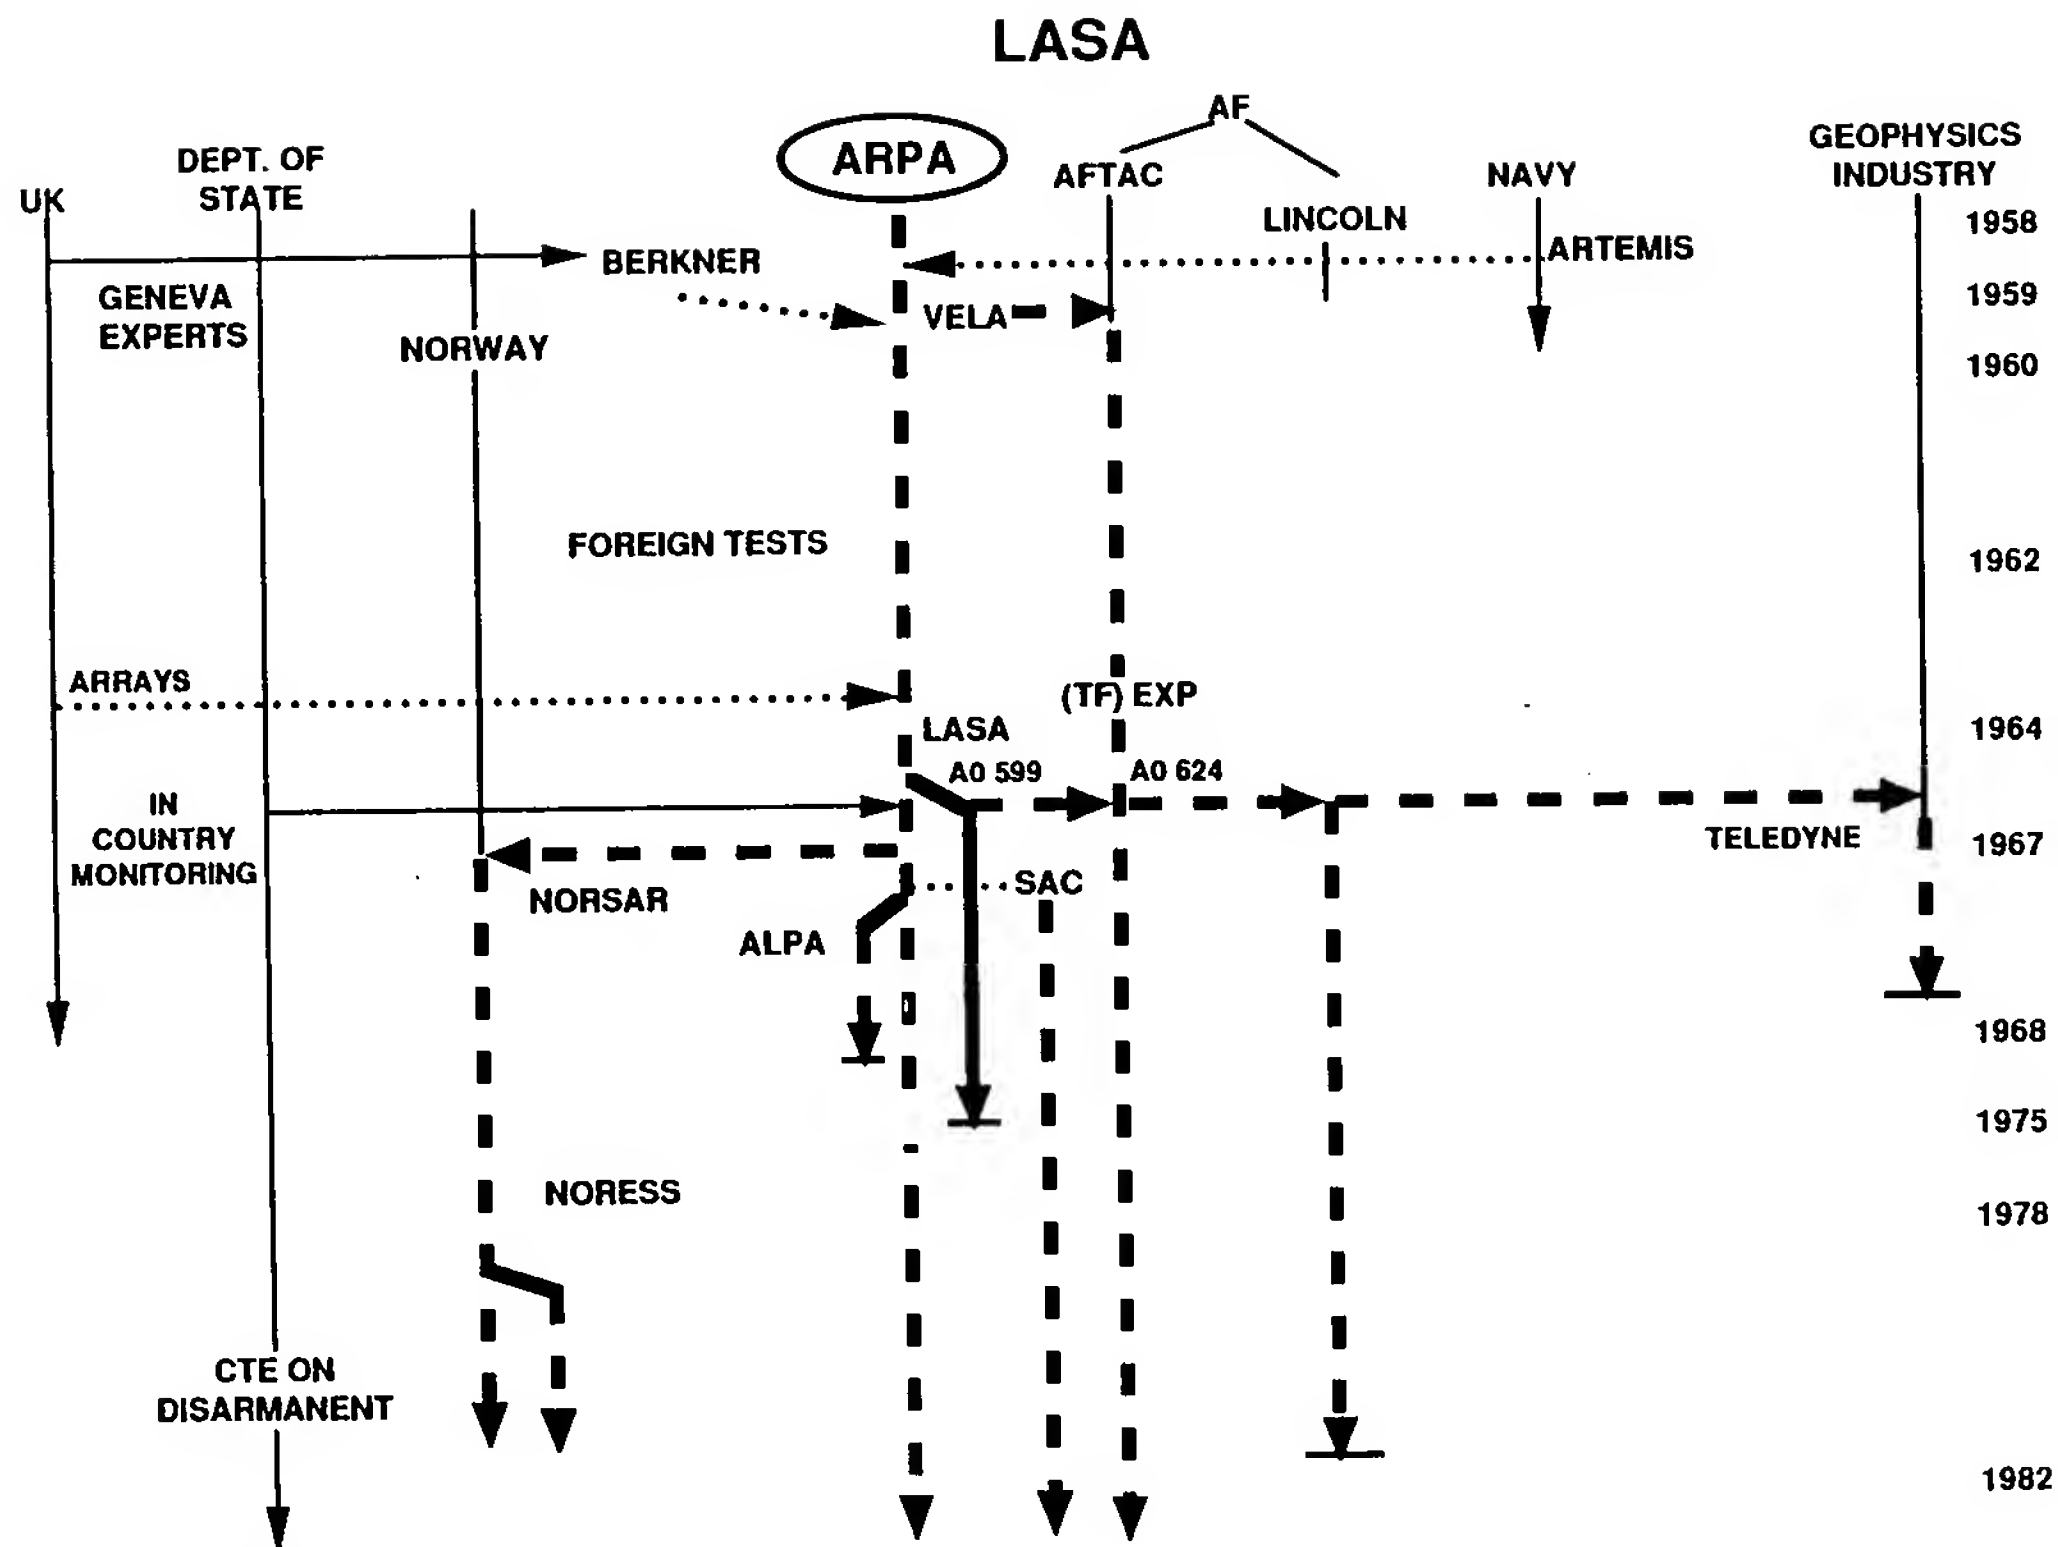 LASA
AF
GEOPHYSICS
INDUSTRY
DEPT. OF
STATE
ARPA
AFTAC
NAVY
UK
LINCOLN
1958
BERKNER
ARTEMIS
GENEVA
EXPERTS
1959
VELA
NORWAY
1960
FOREIGN TESTS
1962
ARRAYS
(TF) EXP
LASA
1964
AO 599
AO 624
IN
COUNTRY
MONITORING
TELEDYNE
1967
SAC
NORSAR
ALPA
1968
1975
NORESS
1978
CTE ON
DISARMANENT
1982